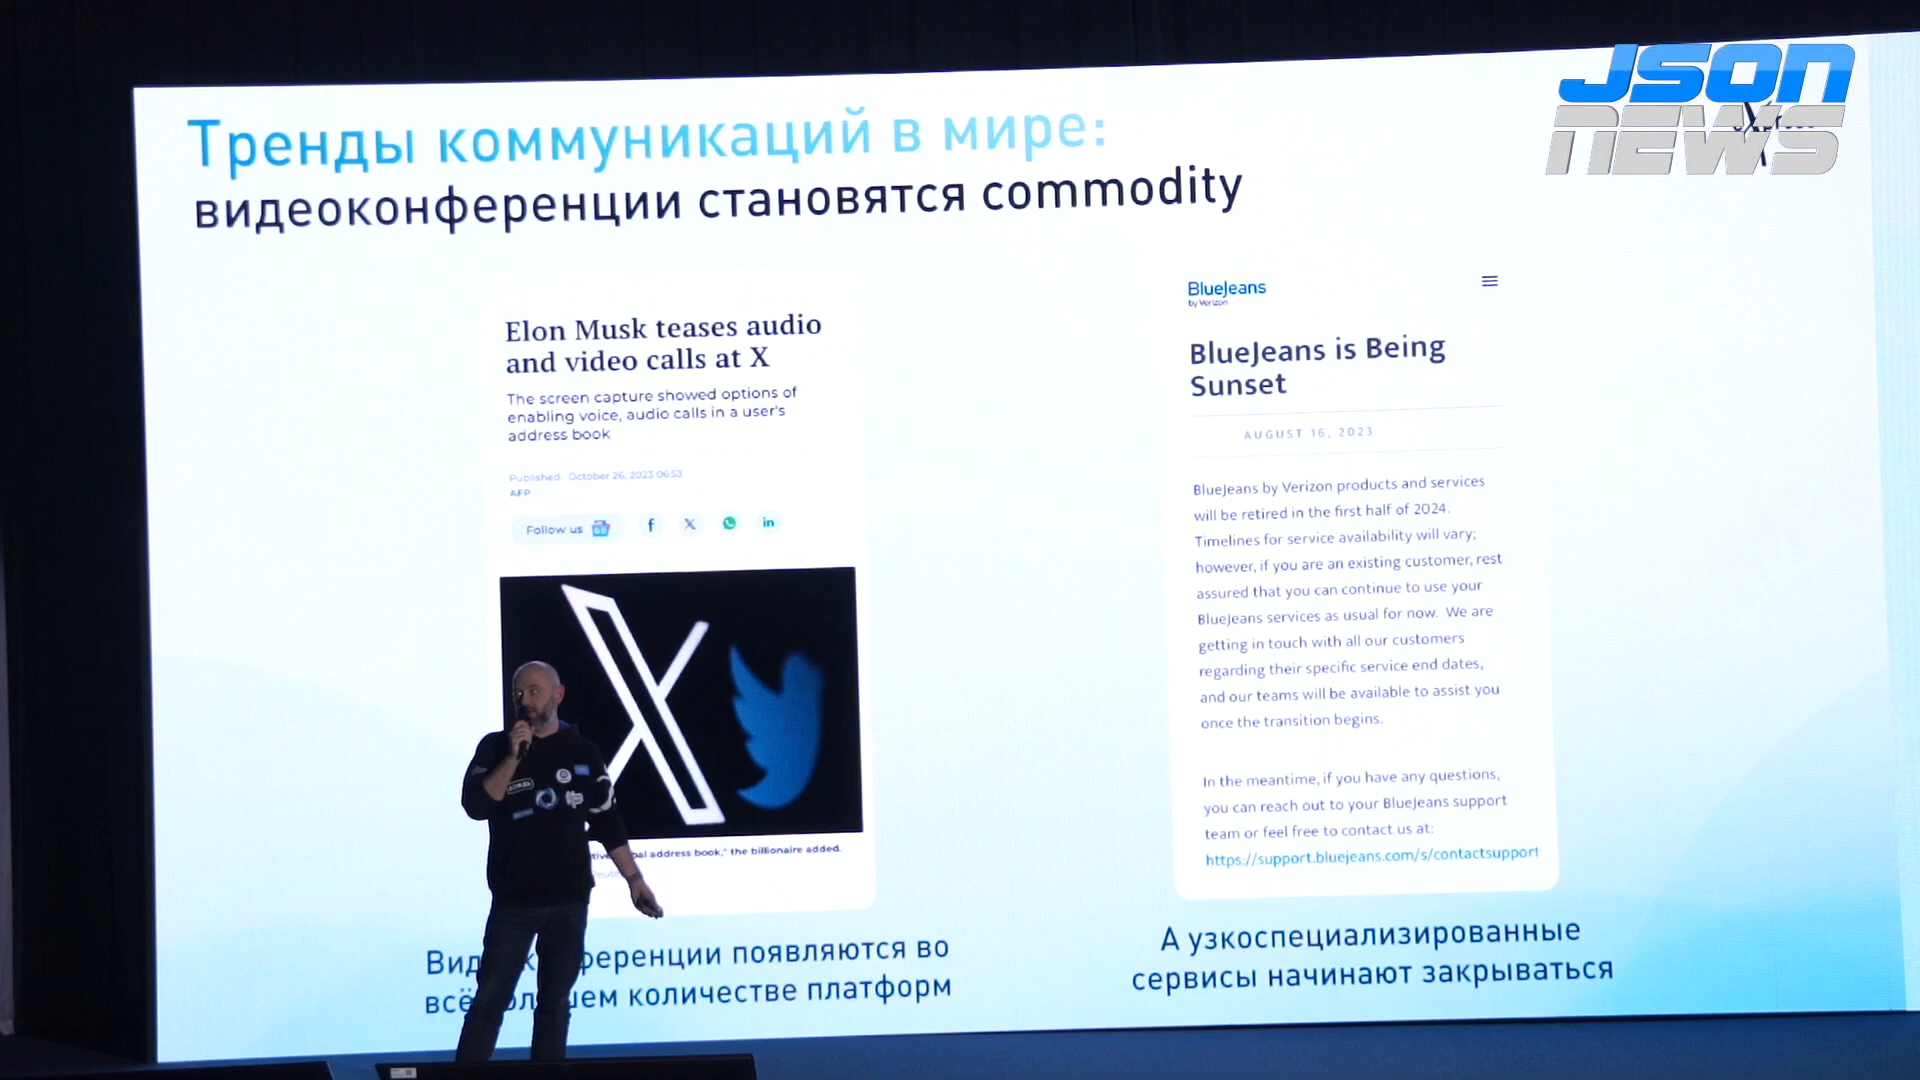 JSON
NEWS
Тренды коммуникаций в мире:
видеоконференции становятся commodity
Elon Musk teases audio
and video calls at X
The screen capture showed options of
enabling voice, audio calls in a user's
address book
Published: October 26, 2023 06:53
AFP
Follow us
address book," the billionaire added.
BlueJeans
by Verizon
BlueJeans is Being
Sunset
AUGUST 16, 2023
BlueJeans by Verizon products and services
will be retired in the first half of 2024.
Timelines for service availability will vary;
however, if you are an existing customer, rest
assured that you can continue to use your
BlueJeans services as usual for now. We are
getting in touch with all our customers
regarding their specific service end dates,
and our teams will be available to assist you
once the transition begins.
In the meantime, if you have any questions,
you can reach out to your BlueJeans support
team or feel free to contact us at:
https://support.bluejeans.com/s/contactsupport
появляются во
всё количестве платформ
А узкоспециализированные
сервисы начинают закрываться